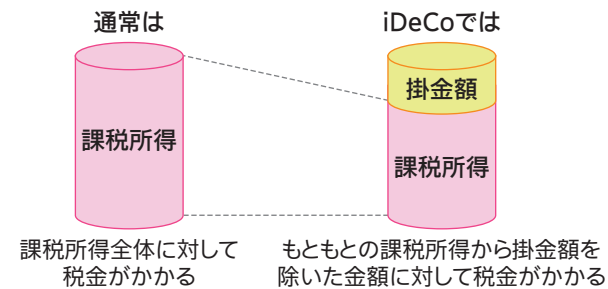 通常は
iDeCoでは
掛金額
課税所得
課税所得
課税所得全体に対して
税金がかかる
もともとの課税所得から掛金額を
除いた金額に対して税金がかかる